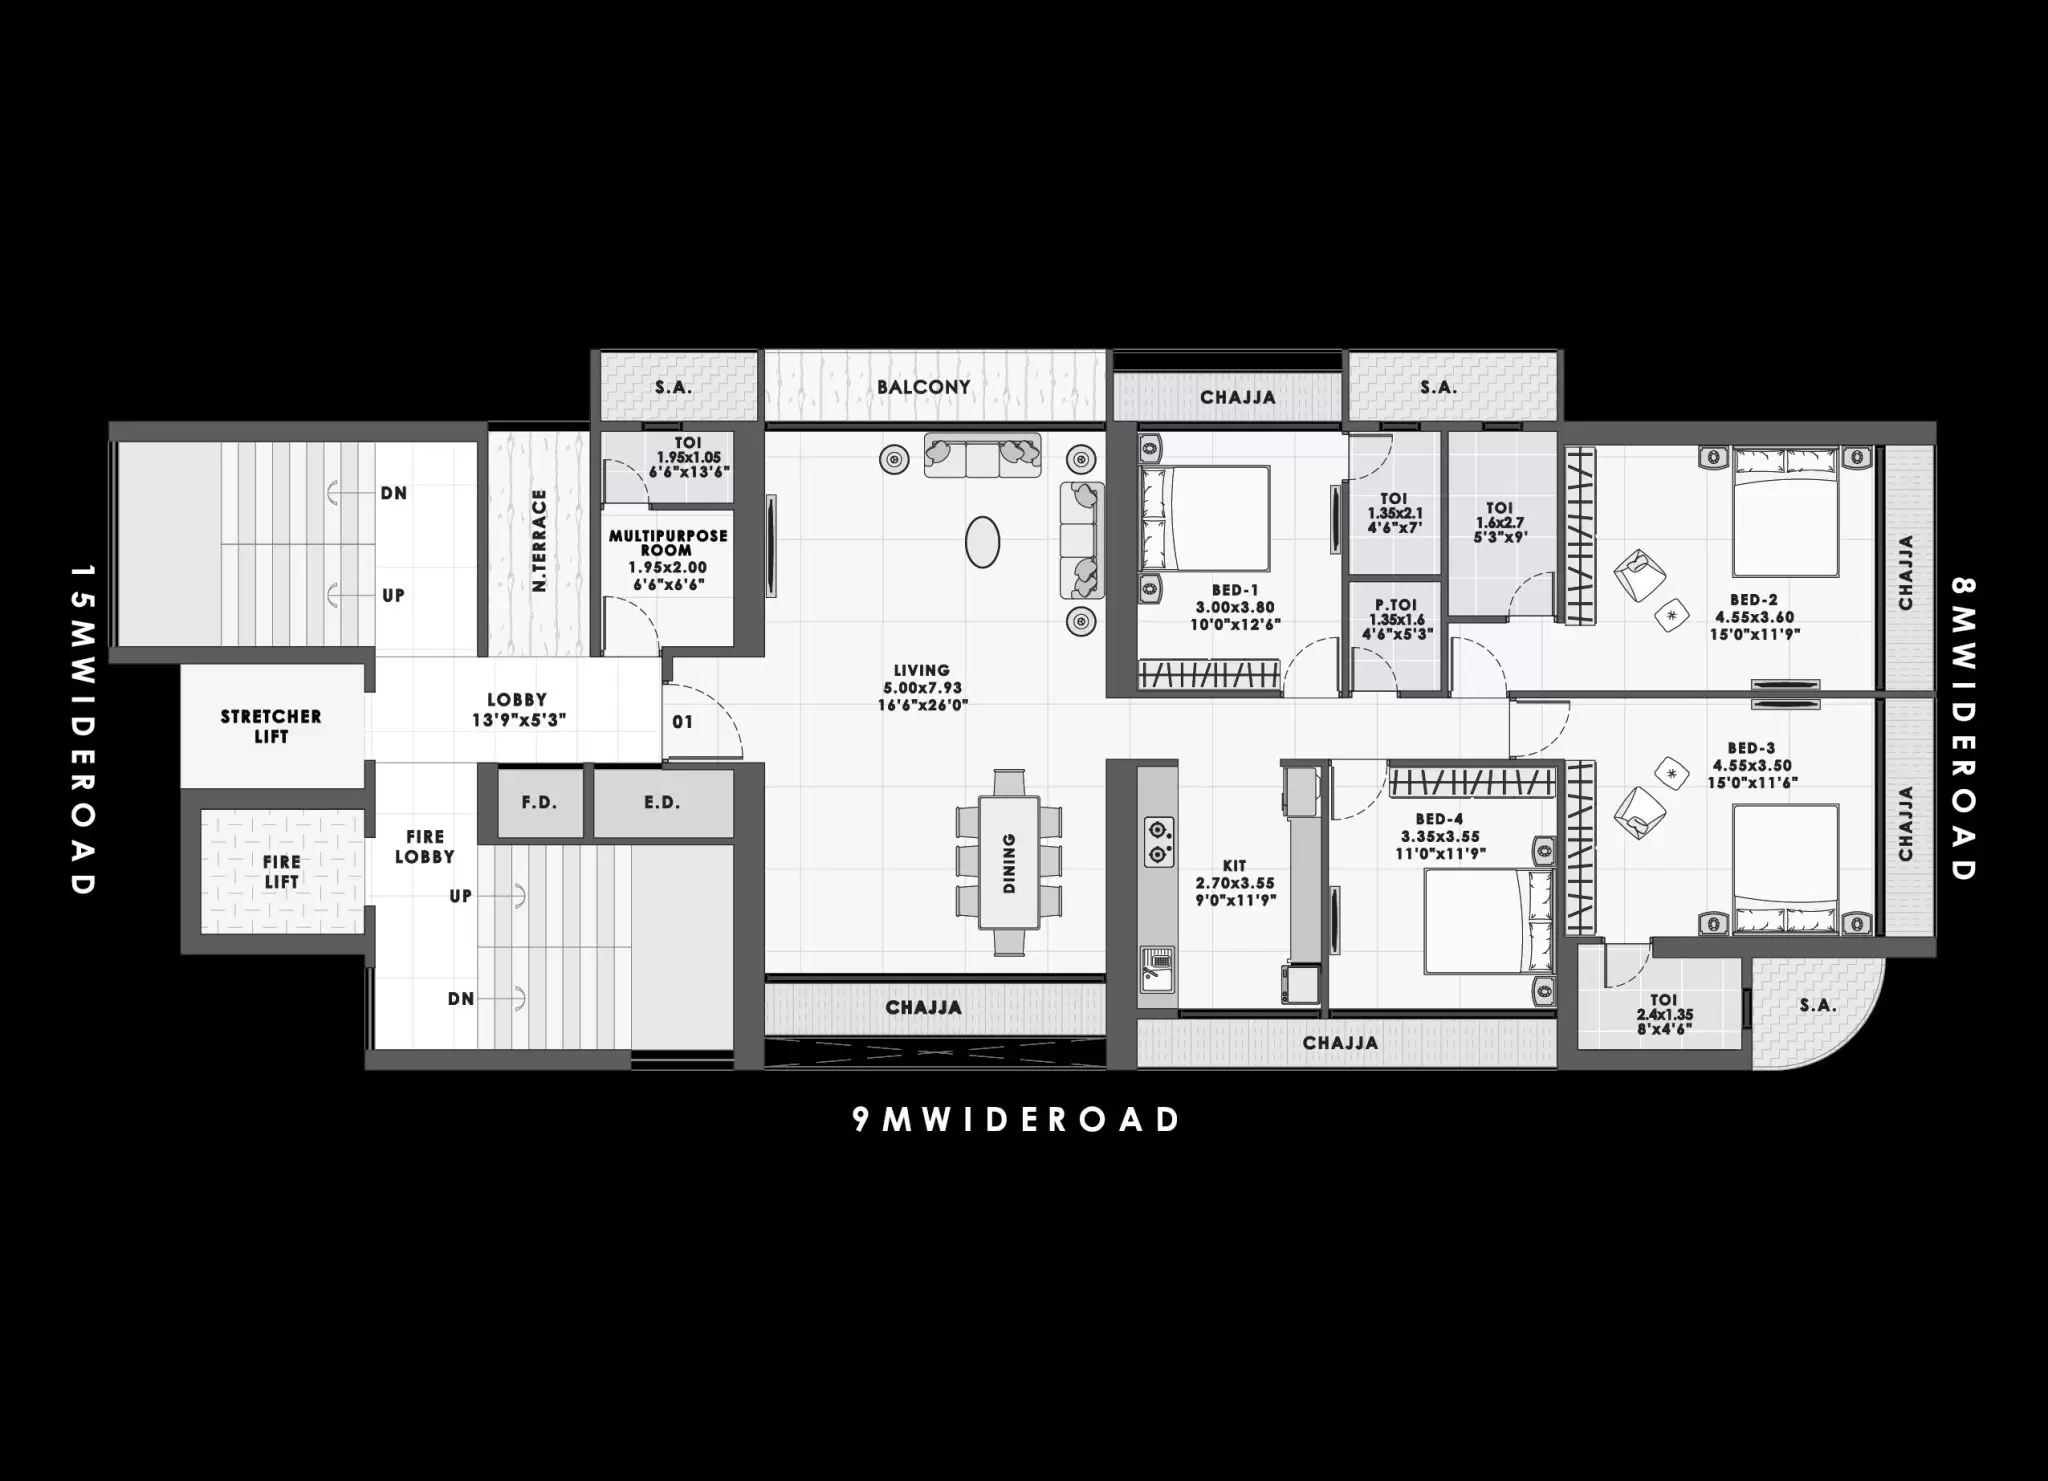 S.A.
BALCONY
CHAJJA
S.A.
TOI
1.95x1.05
6'6"x13'6"
DN
UP
N.TERRACE
MULTIPURPOSE
ROOM
1.95x2.00
6'6"x6'6"
TOI
1.35x2.1
4'6"x7'
TOI
1.6x2.7
5'3"x9'
BED-1
3.00x3.80
10'0"x12'6"
P.TOI
1.35x1.6
4'6"x5'3"
BED-2
4.55x3.60
15'0"x11'9"
CHAJJA
15MWIDEROAD
8MWIDEROAD
STRETCHER
LIFT
LOBBY
13'9"x5'3"
01
LIVING
5.00x7.93
16'6"x26'0"
BED-3
4.55x3.50
15'0"x11'6"
CHAJJA
F.D.
E.D.
FIRE
LOBBY
FIRE
LIFT
UP
DN
DINING
KIT
2.70x3.55
9'0"x11'9"
BED-4
3.35x3.55
11'0"x11'9"
CHAJJA
CHAJJA
TOI
2.4x1.35
8'x4'6"
S.A.
9MWIDEROAD